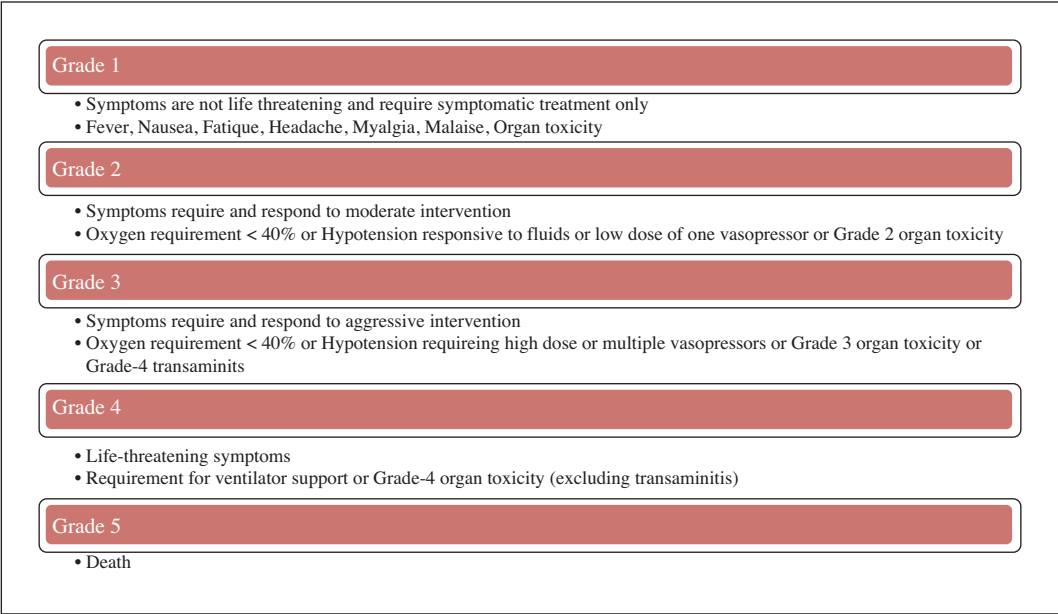 Grade 1
• Symptoms are not life threatening and require symptomatic treatment only
• Fever, Nausea, Fatique, Headache, Myalgia, Malaise, Organ toxicity
Grade 2
• Symptoms require and respond to moderate intervention
• Oxygen requirement < 40% or Hypotension responsive to fluids or low dose of one vasopressor or Grade 2 organ toxicity
Grade 3
• Symptoms require and respond to aggressive intervention
• Oxygen requirement < 40% or Hypotension requireing high dose or multiple vasopressors or Grade 3 organ toxicity or
Grade-4 transaminits
Grade 4
• Life-threatening symptoms
• Requirement for ventilator support or Grade-4 organ toxicity (excluding transaminitis)
Grade 5
• Death